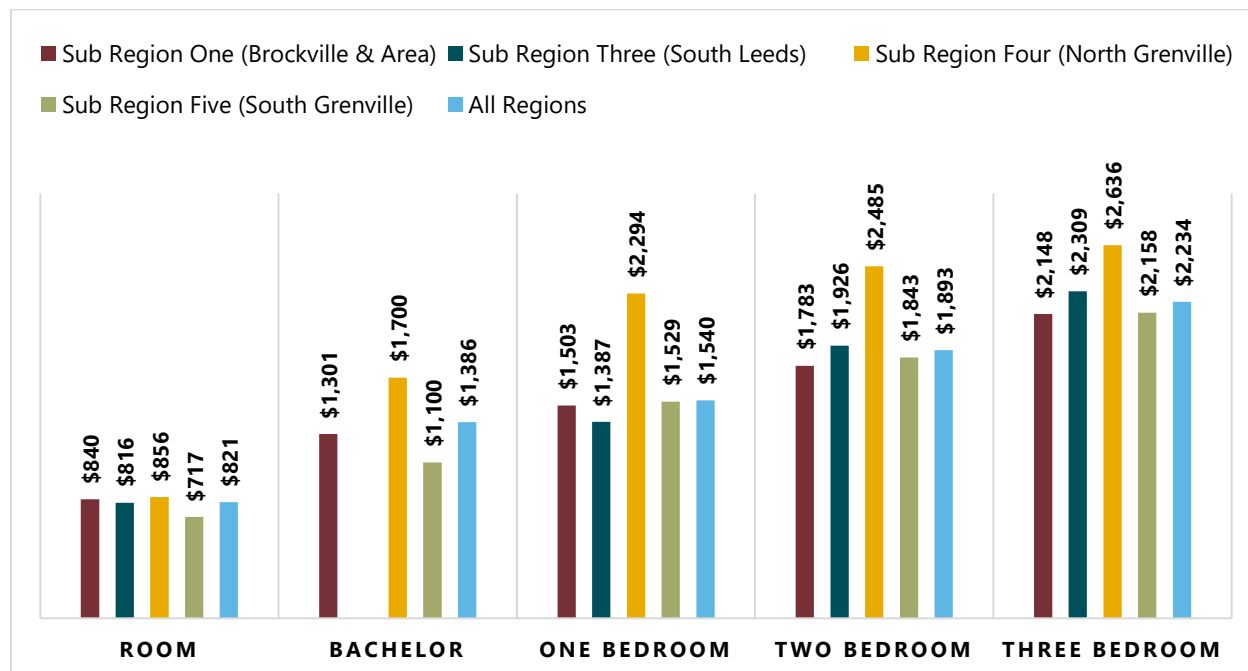 Sub Region One (Brockville & Area) Sub Region Three (South Leeds) Sub Region Four (North Grenville)
Sub Region Five (South Grenville) All Regions
$840 $816 $856 $717 $821
$1,301 $1,700 $1,100 $1,386
$1,503 $1,387 $2,294 $1,529 $1,540
$1,783 $1,926 $2,485 $1,843 $1,893
$2,148 $2,309 $2,636 $2,158 $2,234
ROOM BACHELOR ONE BEDROOM TWO BEDROOM THREE BEDROOM